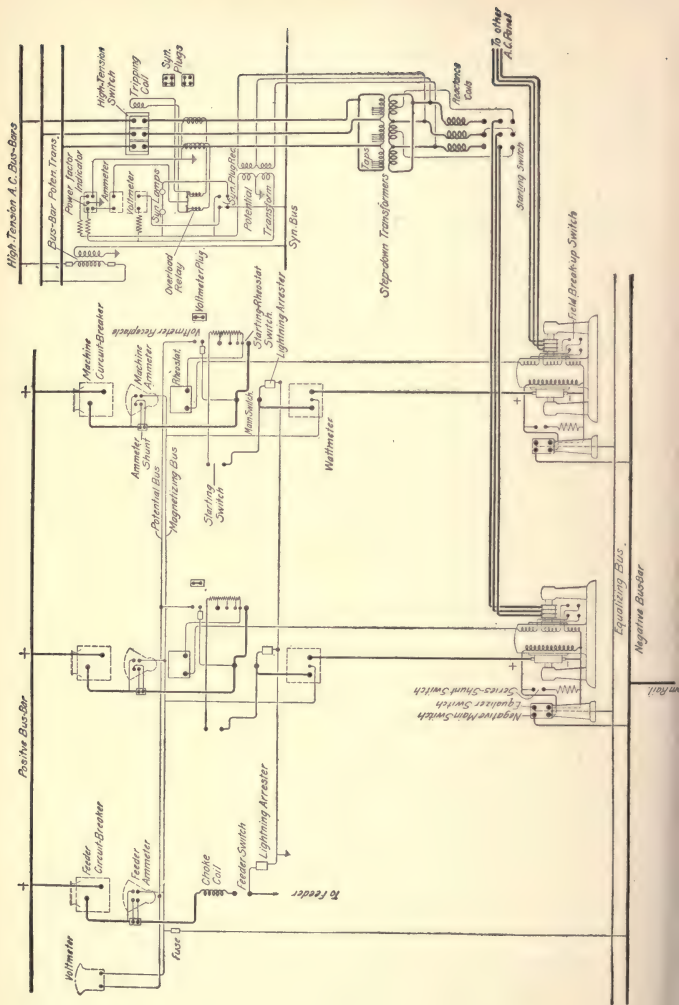 High-Tension A.C. Bus-Bars
Bus-Bar Poten. Trans.
Power Factor
Indicator
Ammeter
Voltmeter
Syn Lamps
Overload
Relay
High-Tension
Switch
Tripping
Coil
Syn.
Plugs
Syn. Plug Rec.
Potential
Transform
Syn. Bus
Taps
Step-down Transformers
Reactance
Coils
Starting Switch
To other
A.C. Panel
Positive Bus-Bar
+
+
+
Voltmeter
Feeder
Circuit-Breaker
Feeder
Ammeter
Fuse
Choke
Coil
Feeder Switch
Lightning Arrester
To Feeder
Machine
Circuit-Breaker
Machine
Ammeter
Ammeter
Shunt
Potential Bus
Magnetizing Bus
Rheostat
Voltmeter Plug
Voltmeter Receptacle
Starting-Rheostat
Switch
Lightning Arrester
Main Switch
Starting
Switch
Wattmeter
+
+
Field Break-up Switch
Series-Shunt Switch
Equalizer Switch
Negative Main Switch
Equalizing Bus.
Negative Bus-Bar
Rail.